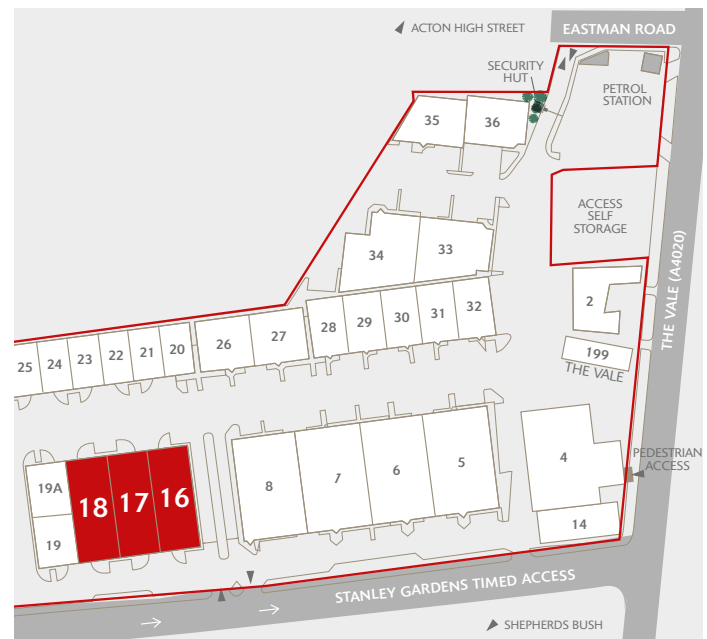 ACTON HIGH STREET
EASTMAN ROAD
SECURITY
HUT
PETROL
STATION
35
36
ACCESS
SELF
STORAGE
34
33
THE VALE (A4020)
2
28
29
30
31
32
26
27
25
24
23
22
21
20
199
THE VALE
PEDESTRIAN
ACCESS
4
8
7
6
5
19A
18
17
16
19
14
STANLEY GARDENS TIMED ACCESS
SHEPHERDS BUSH